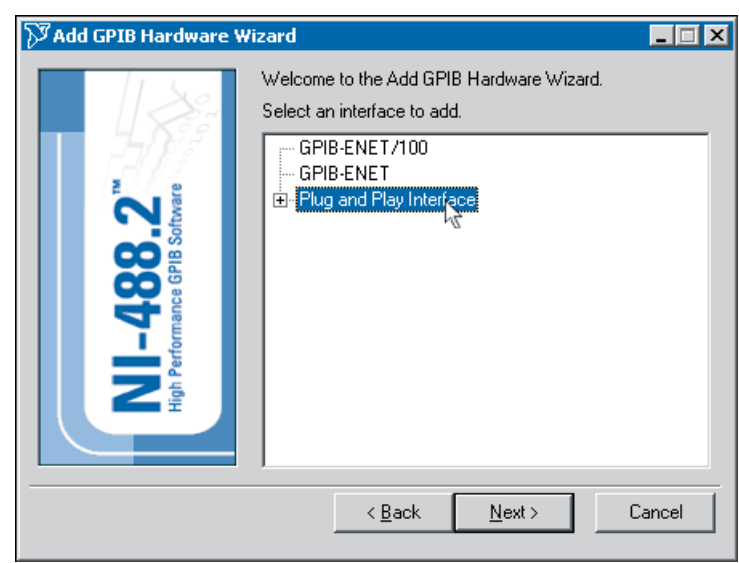 Add GPIB Hardware Wizard
Welcome to the Add GPIB Hardware Wizard.
Select an interface to add.
GPIB-ENET/100
GPIB-ENET
Plug and Play Interface
NI-488.2™
High Performance GPIB Software
< Back
Next >
Cancel